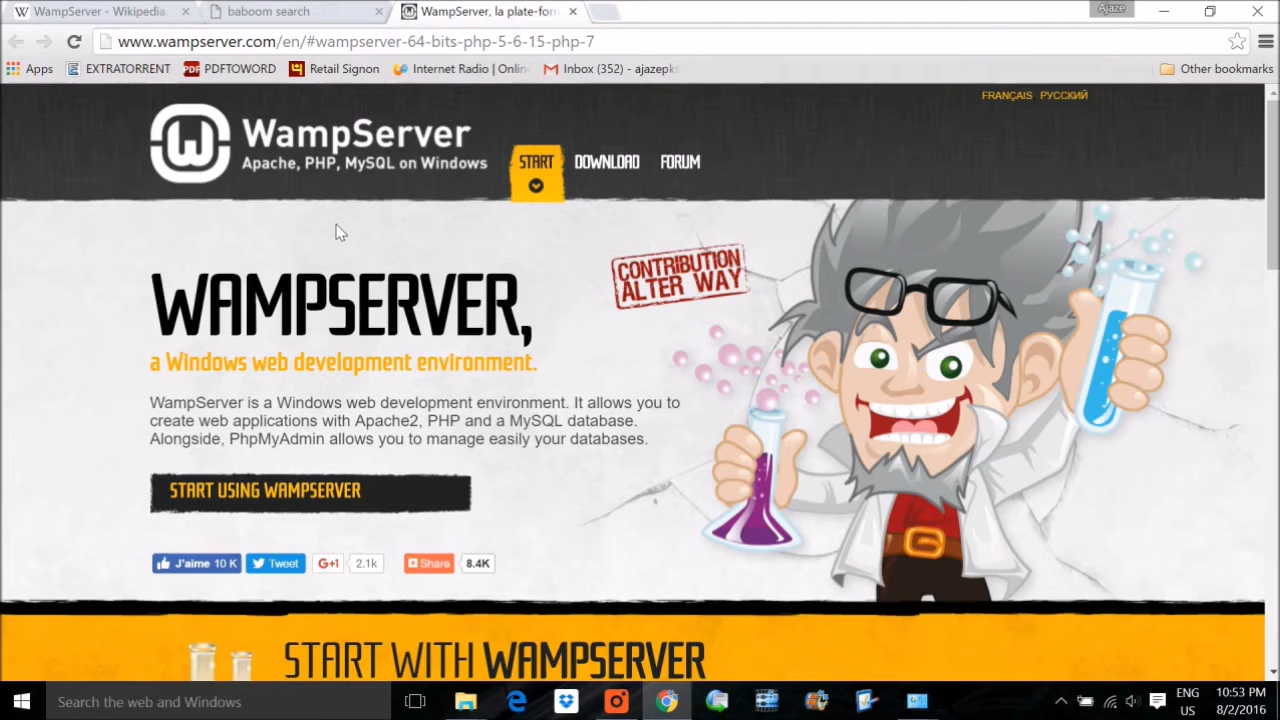 WampServer - Wikipedia
baboom search
WampServer, la plate-form
Ajaze
www.wampserver.com/en/#wampserver-64-bits-php-5-6-15-php-7
Apps
EXTRATORRENT
PDF
PDFTOWORD
Retail Signon
Internet Radio | Onlin
Inbox (352) - ajazepk
Other bookmarks
FRANÇAIS РУССКИЙ
WampServer
Apache, PHP, MySQL on Windows
START
DOWNLOAD
FORUM
WAMPSERVER,
a Windows web development environment.
CONTRIBUTION
ALTER WAY
WampServer is a Windows web development environment. It allows you to
create web applications with Apache2, PHP and a MySQL database.
Alongside, PhpMyAdmin allows you to manage easily your databases.
START USING WAMPSERVER
J'aime 10 K
Tweet
G+1
2.1k
Share
8.4K
START WITH WAMPSERVER
Search the web and Windows
ENG
US
10:53 PM
8/2/2016